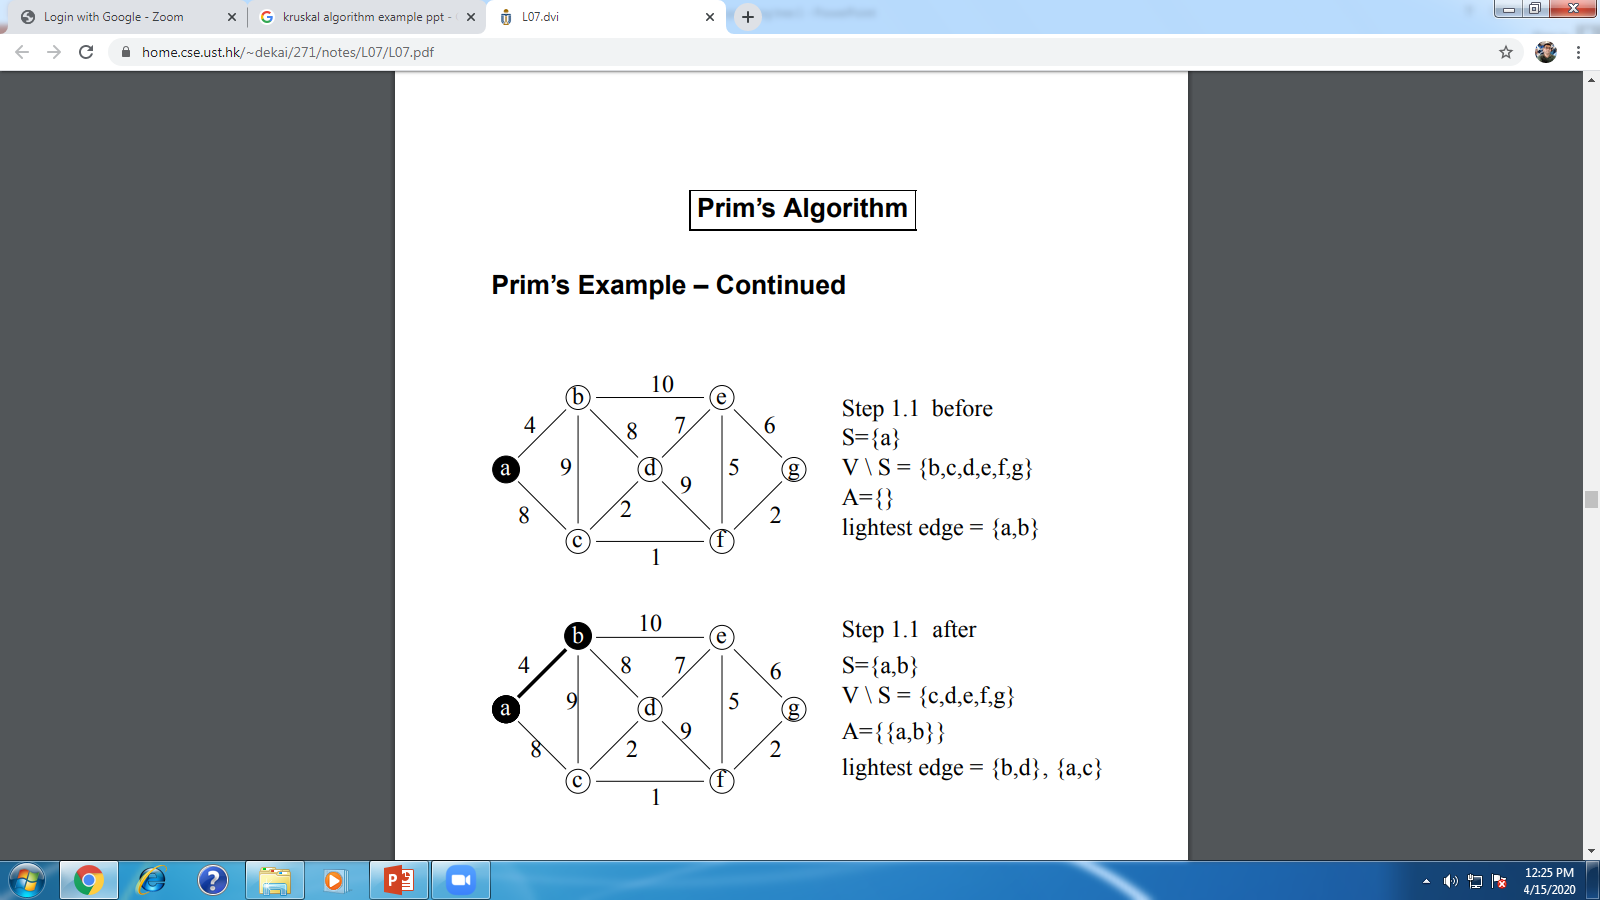 Login with Google - Zoom
kruskal algorithm example ppt -
L07.dvi
home.cse.ust.hk/~dekai/271/notes/L07/L07.pdf
Prim's Algorithm
Prim's Example – Continued
10
b
e
4
8
7
6
a
9
d
5
g
9
8
2
2
c
f
1
Step 1.1 before
S={a}
V \ S = {b,c,d,e,f,g}
A={}
lightest edge = {a,b}
10
b
e
4
8
7
6
a
9
d
5
g
9
8
2
2
c
f
1
Step 1.1 after
S={a,b}
V \ S = {c,d,e,f,g}
A={{a,b}}
lightest edge = {b,d}, {a,c}
12:25 PM
4/15/2020